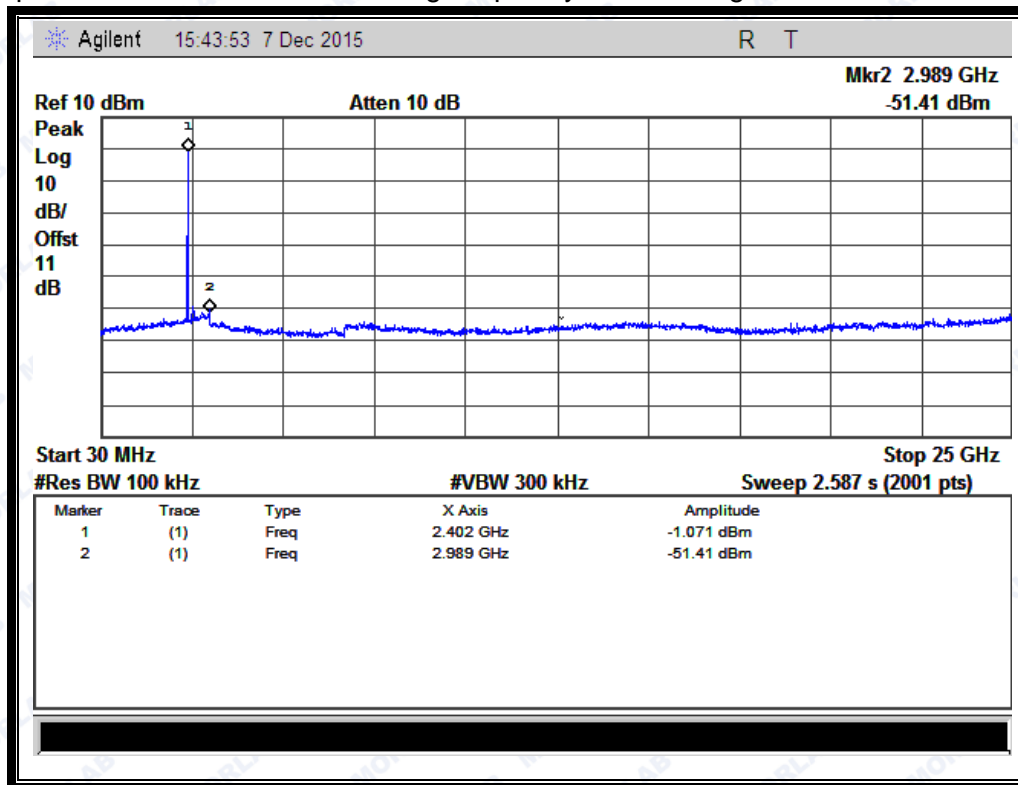 Agilent 15:43:53 7 Dec 2015 R T
Mkr2 2.989 GHz
Ref 10 dBm Atten 10 dB -51.41 dBm
Peak
Log
10
dB/
Offst
11
dB
1
2
Start 30 MHz Stop 25 GHz
#Res BW 100 kHz #VBW 300 kHz Sweep 2.587 s (2001 pts)
Marker Trace Type X Axis Amplitude
1 (1) Freq 2.402 GHz -1.071 dBm
2 (1) Freq 2.989 GHz -51.41 dBm